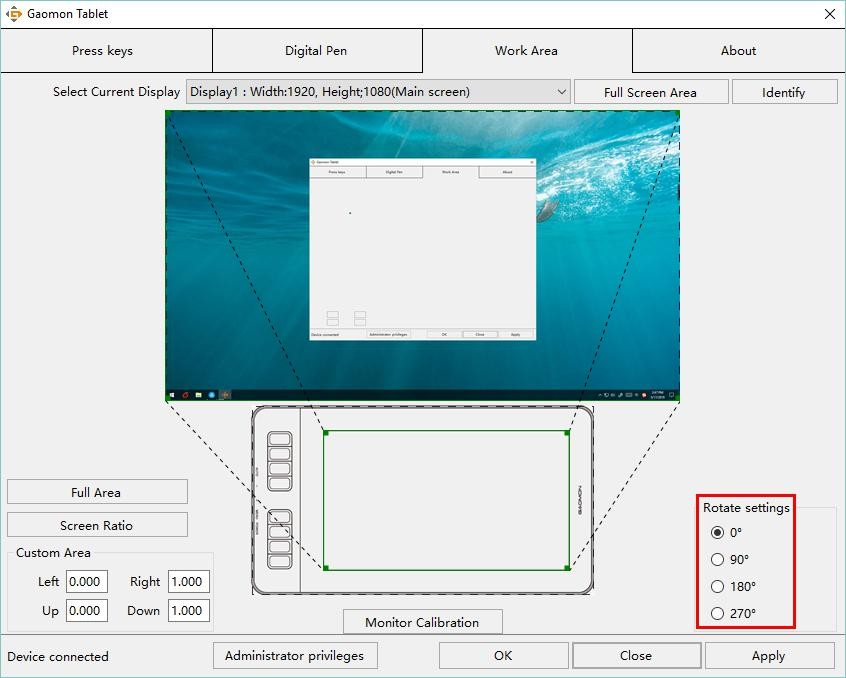 Gaomon Tablet
Press keys
Digital Pen
Work Area
About
Select Current Display
Display1 : Width:1920, Height;1080(Main screen)
Full Screen Area
Identify
Gaomon Tablet
Press keys
Digital Pen
Work Area
About
Device connected
Administrator privileges
OK
Close
Apply
GAOMON
Full Area
Screen Ratio
Custom Area
Left 0.000 Right 1.000
Up 0.000 Down 1.000
Rotate settings
0°
90°
180°
270°
Monitor Calibration
Device connected
Administrator privileges
OK
Close
Apply